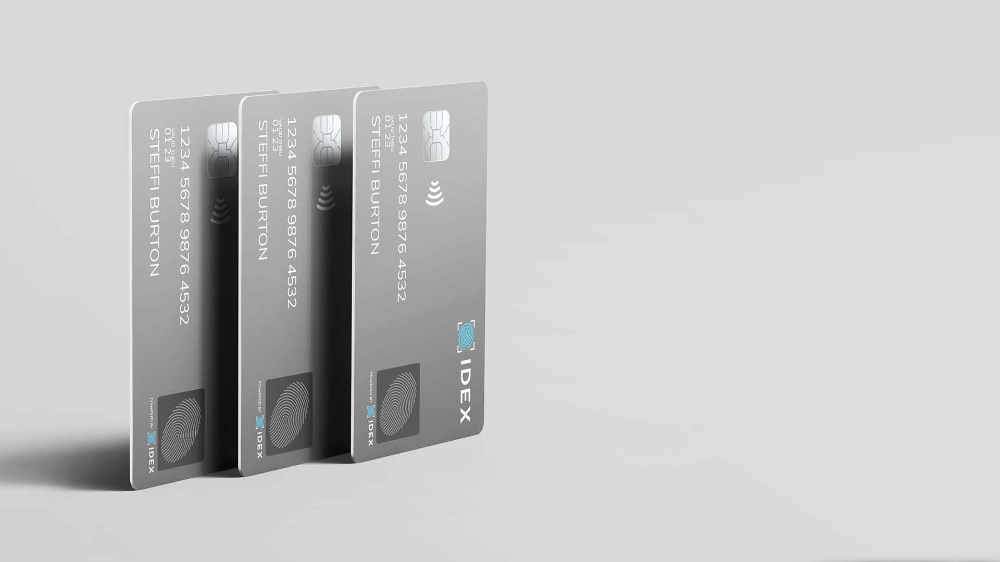 1234 5678 9876 4532
VALID THRU
01 23
STEFFI BURTON
POWERED BY IDEX
1234 5678 9876 4532
VALID THRU
01 23
STEFFI BURTON
POWERED BY IDEX
IDEX
1234 5678 9876 4532
VALID THRU
01 23
STEFFI BURTON
POWERED BY IDEX